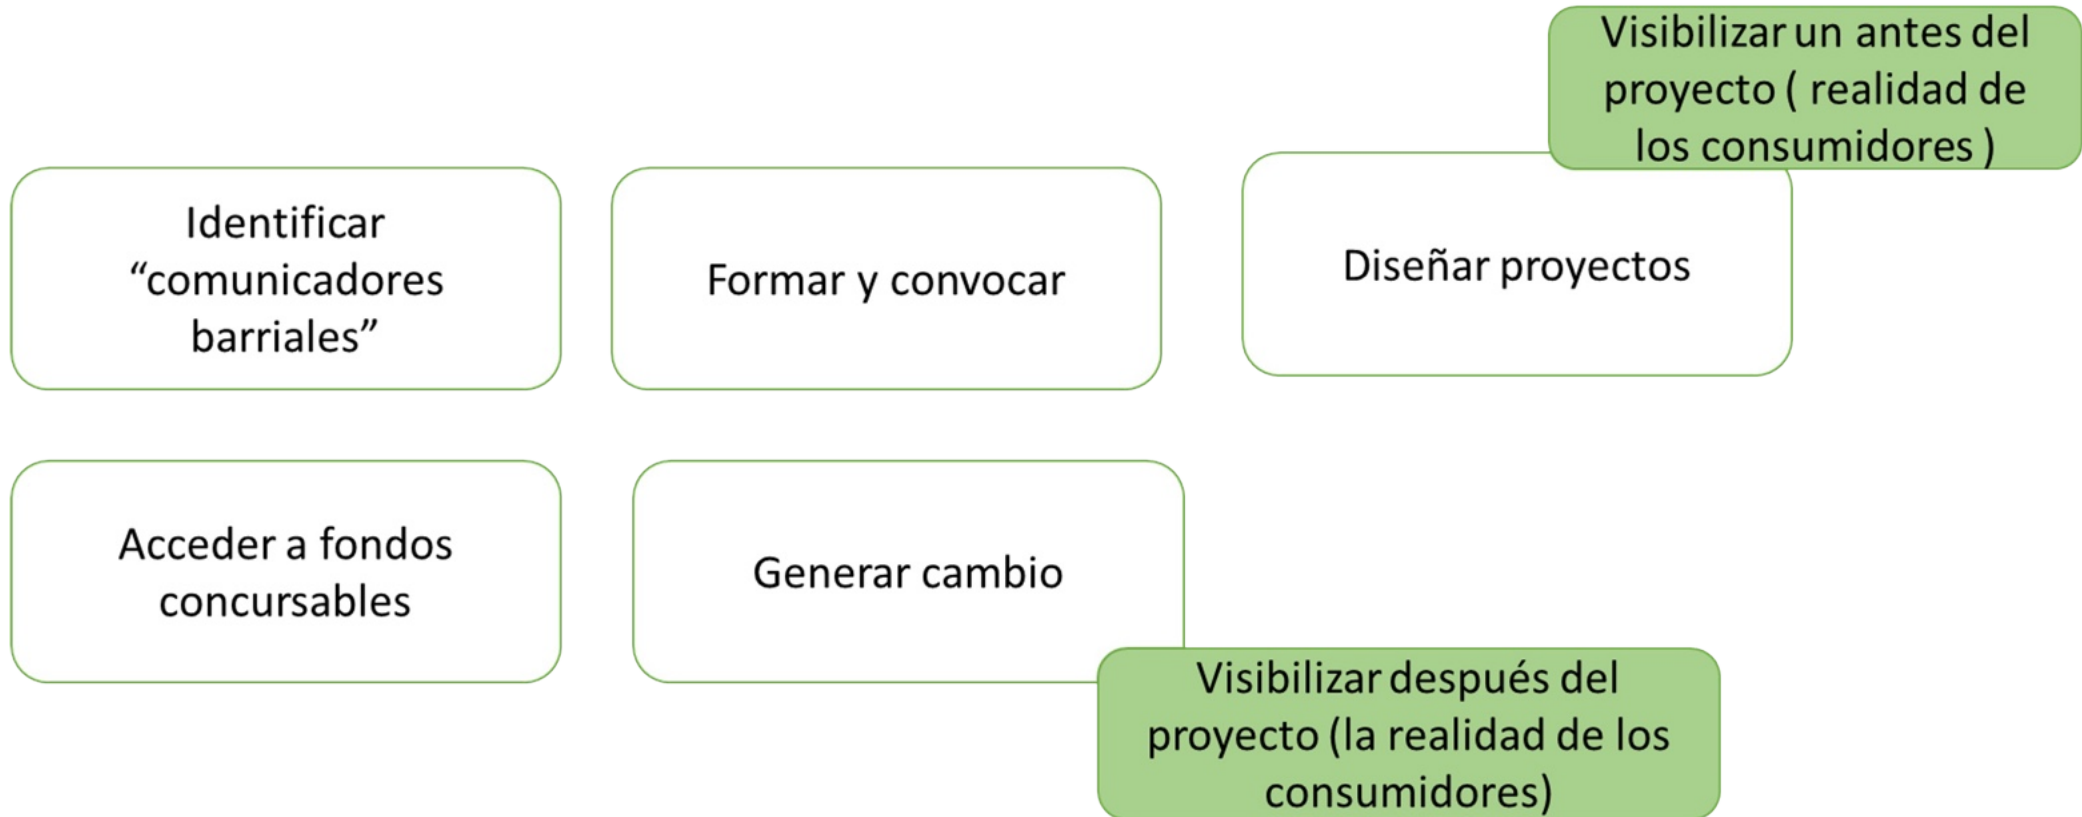 Visibilizar un antes del
proyecto ( realidad de
los consumidores )
Identificar
“comunicadores
barriales”
Formar y convocar
Diseñar proyectos
Acceder a fondos
concursables
Generar cambio
Visibilizar después del
proyecto (la realidad de los
consumidores)